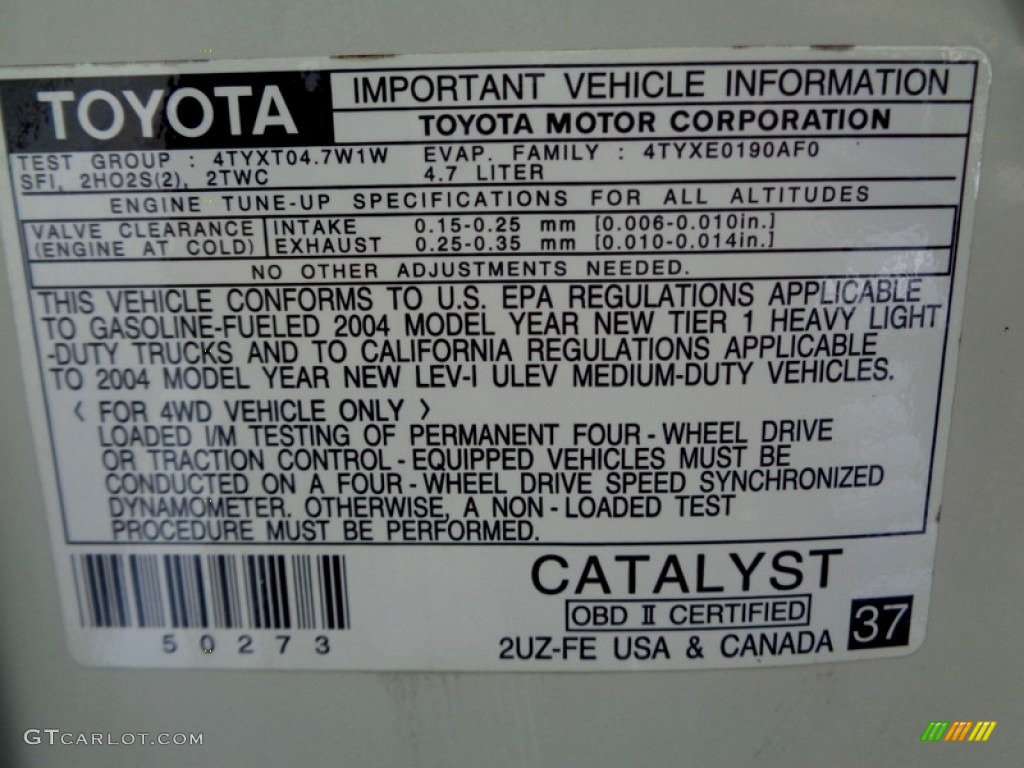 TOYOTA
IMPORTANT VEHICLE INFORMATION
TOYOTA MOTOR CORPORATION
TEST GROUP : 4TYXT04.7W1W EVAP. FAMILY : 4TYXE0190AF0
SFI, 2HO2S(2), 2TWC 4.7 LITER
ENGINE TUNE-UP SPECIFICATIONS FOR ALL ALTITUDES
VALVE CLEARANCE INTAKE 0.15-0.25 mm [0.006-0.010in.]
(ENGINE AT COLD) EXHAUST 0.25-0.35 mm [0.010-0.014in.]
NO OTHER ADJUSTMENTS NEEDED.
THIS VEHICLE CONFORMS TO U.S. EPA REGULATIONS APPLICABLE
TO GASOLINE-FUELED 2004 MODEL YEAR NEW TIER 1 HEAVY LIGHT
-DUTY TRUCKS AND TO CALIFORNIA REGULATIONS APPLICABLE
TO 2004 MODEL YEAR NEW LEV-I ULEV MEDIUM-DUTY VEHICLES.
< FOR 4WD VEHICLE ONLY >
LOADED I/M TESTING OF PERMANENT FOUR-WHEEL DRIVE
OR TRACTION CONTROL-EQUIPPED VEHICLES MUST BE
CONDUCTED ON A FOUR-WHEEL DRIVE SPEED SYNCHRONIZED
DYNAMOMETER. OTHERWISE, A NON-LOADED TEST
PROCEDURE MUST BE PERFORMED.
CATALYST
OBD II CERTIFIED
2UZ-FE USA & CANADA
37
50273
GTCARLOT.COM